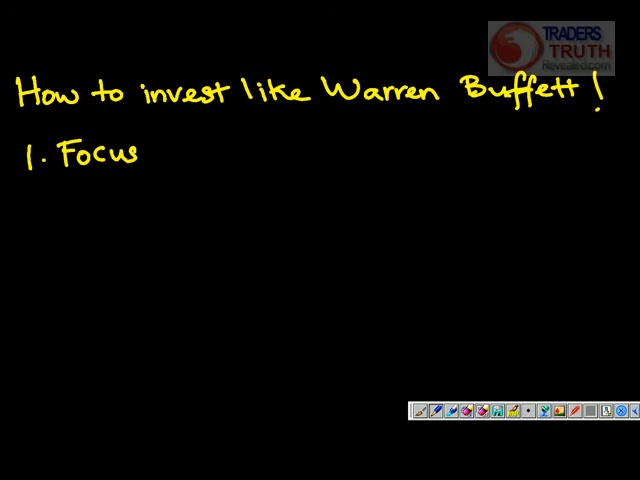 TRADERS
TRUTH
Revealed.com
How to invest like Warren Buffett!
1. Focus